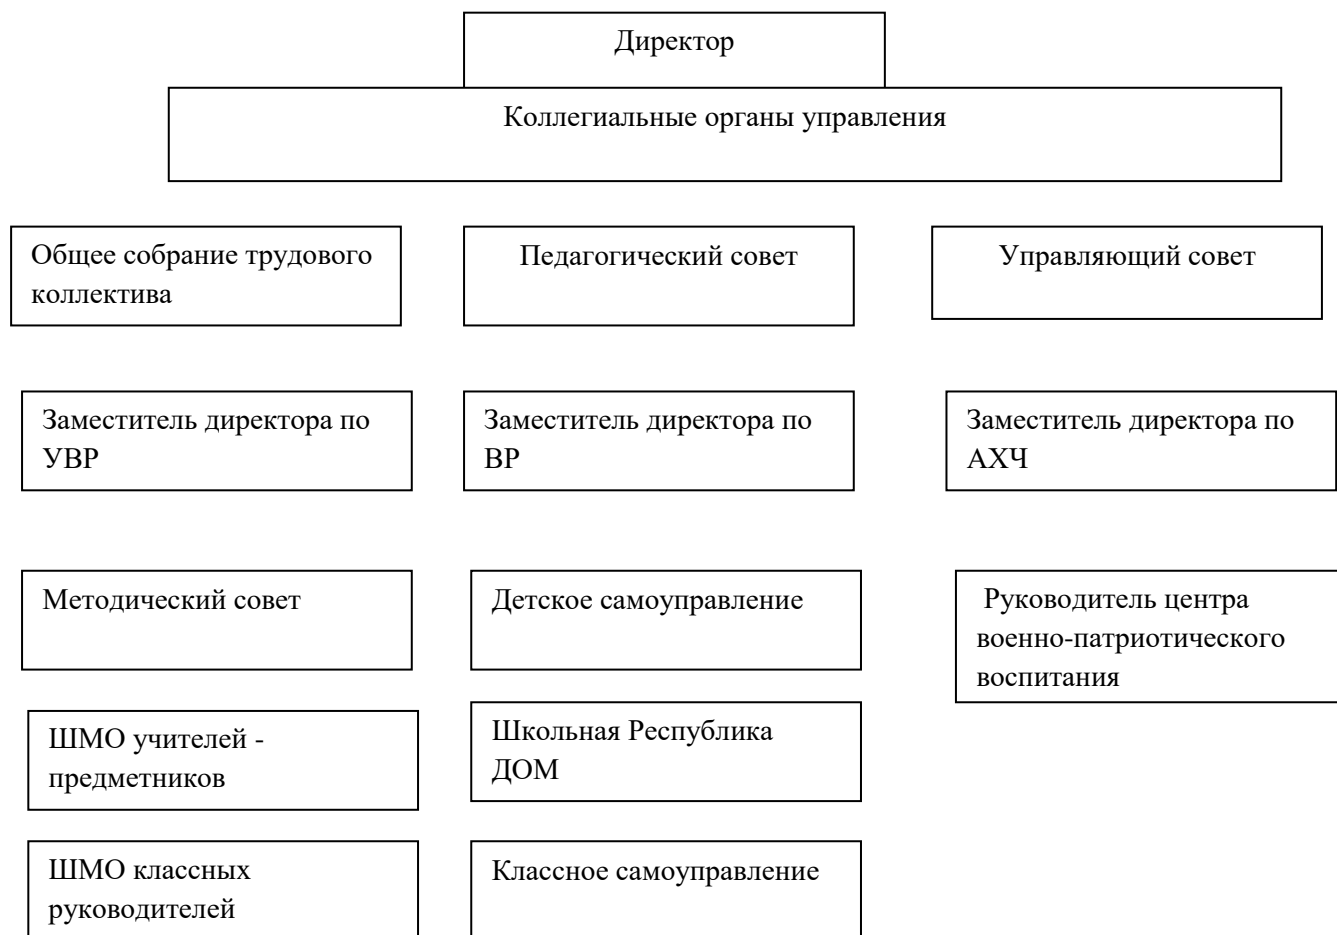 Директор
Коллегиальные органы управления
Общее собрание трудового
коллектива
Педагогический совет
Управляющий совет
Заместитель директора по
УВР
Заместитель директора по
ВР
Заместитель директора по
АХЧ
Методический совет
Детское самоуправление
Руководитель центра
военно-патриотического
воспитания
ШМО учителей -
предметников
Школьная Республика
ДОМ
ШМО классных
руководителей
Классное самоуправление